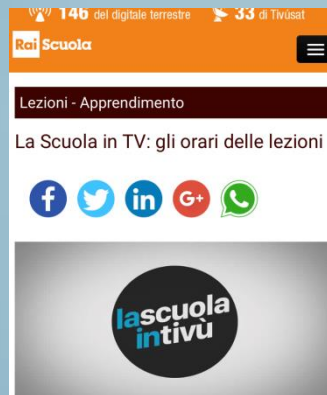 146 del digitale terrestre 33 di Tivùsat
Rai Scuola
Lezioni - Apprendimento
La Scuola in TV: gli orari delle lezioni
f in G+
lascuola
intivù